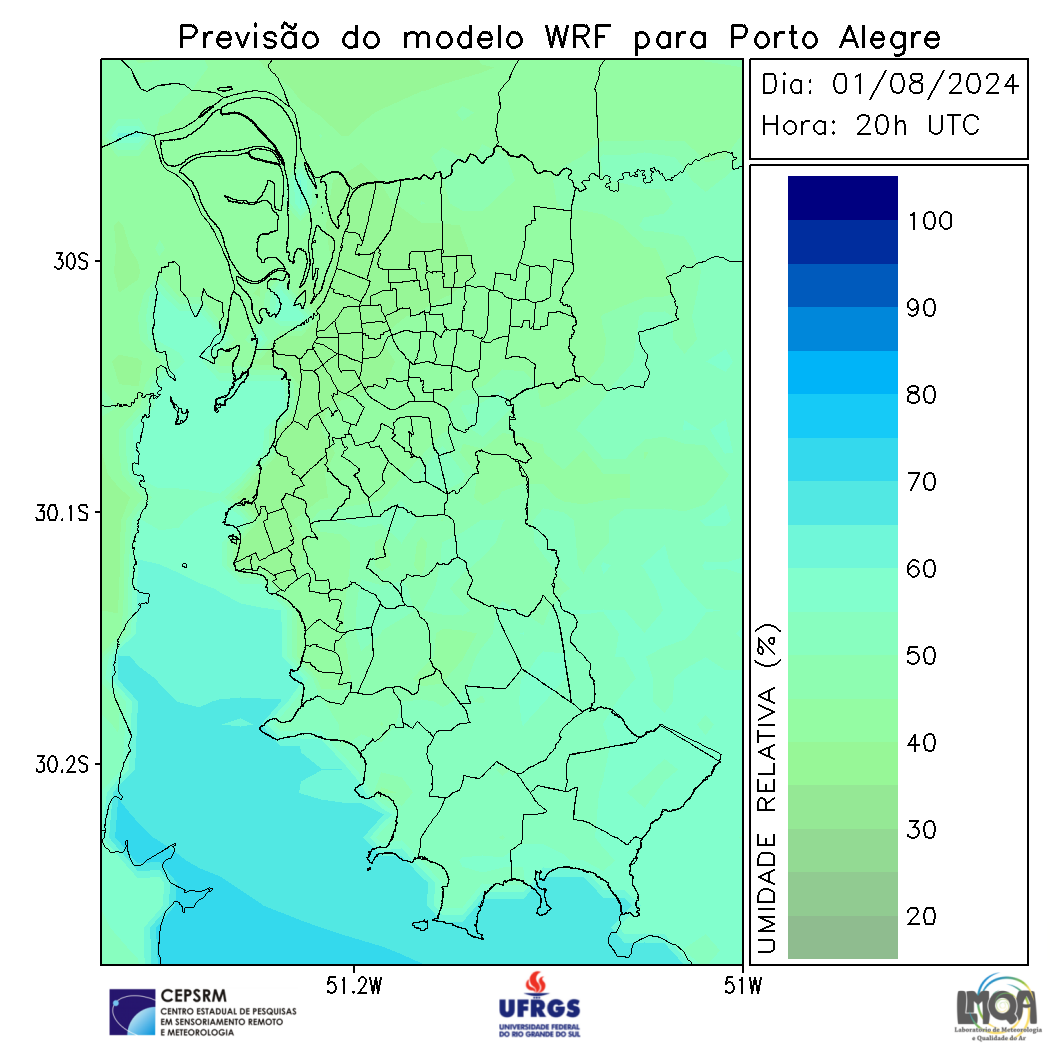 Previsão do modelo WRF para Porto Alegre
Dia: 01/08/2024
Hora: 20h UTC
100
90
80
70
60
50
40
30
20
UMIDADE RELATIVA (%)
30S
30.1S
30.2S
51.2W
51W
CEPSRM
CENTRO ESTADUAL DE PESQUISAS
EM SENSORIAMENTO REMOTO
E METEOROLOGIA
UFRGS
UNIVERSIDADE FEDERAL
DO RIO GRANDE DO SUL
LMQA
Laboratório de Meteorologia
e Qualidade do Ar